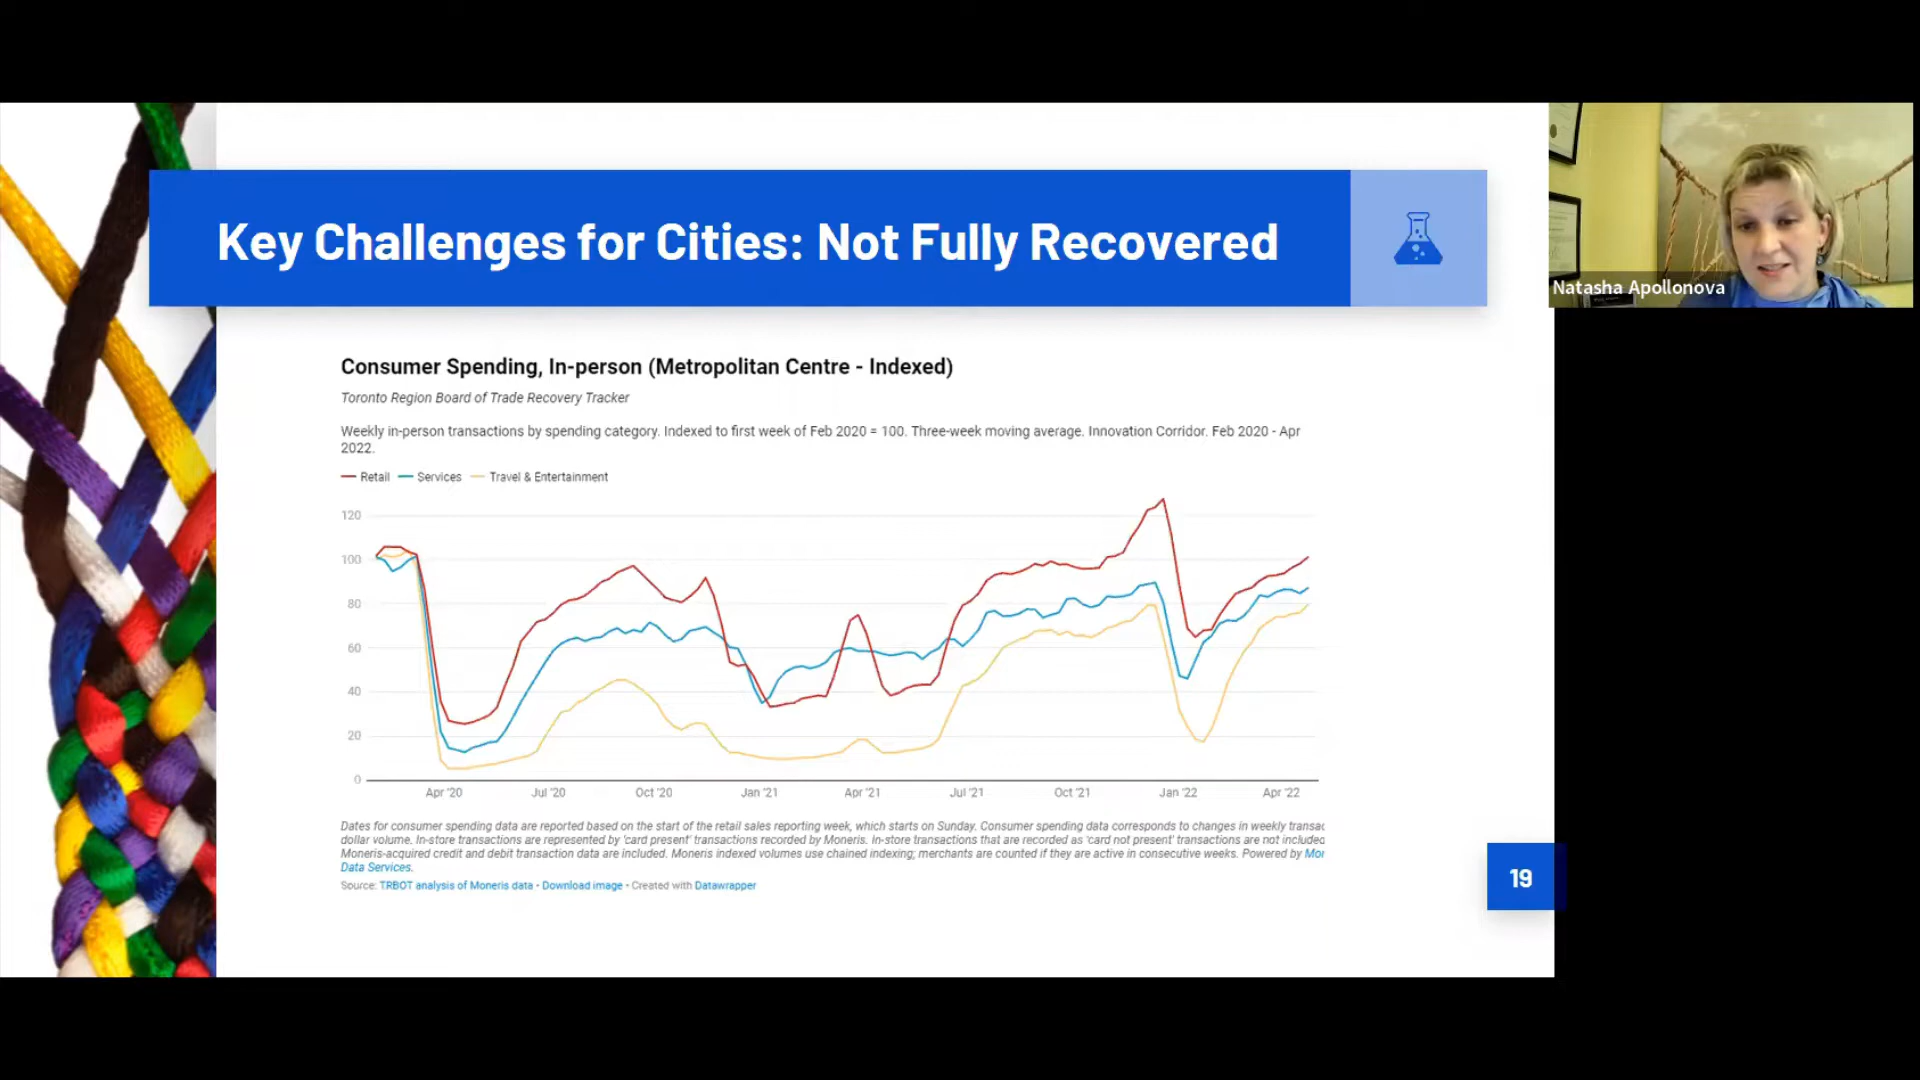 Key Challenges for Cities: Not Fully Recovered
Natasha Apollonova
Consumer Spending, In-person (Metropolitan Centre - Indexed)
Toronto Region Board of Trade Recovery Tracker
Weekly in-person transactions by spending category. Indexed to first week of Feb 2020 = 100. Three-week moving average. Innovation Corridor. Feb 2020 - Apr
2022.
Retail Services Travel & Entertainment
120
100
80
60
40
20
0
Apr '20 Jul '20 Oct '20 Jan '21 Apr '21 Jul '21 Oct '21 Jan '22 Apr '22
Dates for consumer spending data are reported based on the start of the retail sales reporting week, which starts on Sunday. Consumer spending data corresponds to changes in weekly transac
dollar volume. In-store transactions are represented by 'card present' transactions recorded by Moneris. In-store transactions that are recorded as 'card not present' transactions are not included
Moneris-acquired credit and debit transaction data are included. Moneris indexed volumes use chained indexing; merchants are counted if they are active in consecutive weeks. Powered by Mor
Data Services.
Source: TRBOT analysis of Moneris data • Download image • Created with Datawrapper
19